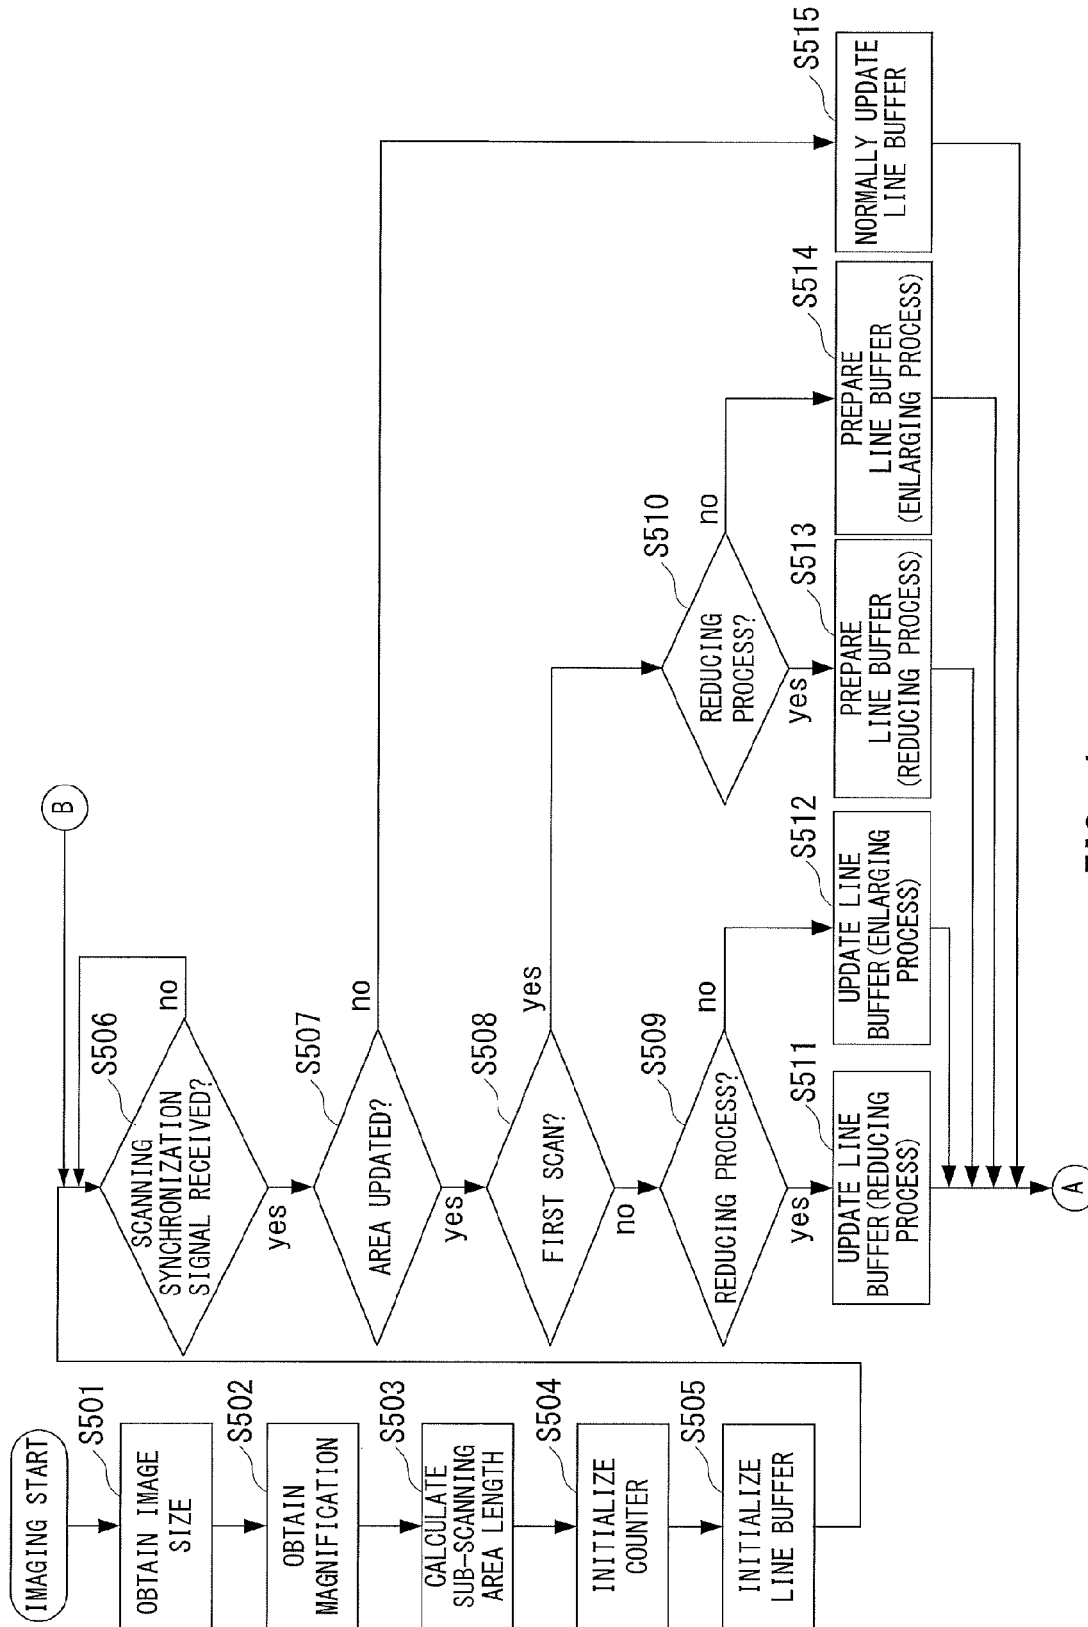 IMAGING START
S501
OBTAIN IMAGE
SIZE
S502
OBTAIN
MAGNIFICATION
S503
CALCULATE
SUB-SCANNING
AREA LENGTH
S504
INITIALIZE
COUNTER
S505
INITIALIZE
LINE BUFFER
B
S506
SCANNING
SYNCHRONIZATION
SIGNAL RECEIVED?
no
yes
S507
AREA UPDATED?
no
yes
S508
FIRST SCAN?
yes
no
S509
REDUCING PROCESS?
no
yes
S510
REDUCING
PROCESS?
no
yes
S511
UPDATE LINE
BUFFER(REDUCING
PROCESS)
S512
UPDATE LINE
BUFFER(ENLARGING
PROCESS)
S513
PREPARE
LINE BUFFER
(REDUCING PROCESS)
S514
PREPARE
LINE BUFFER
(ENLARGING PROCESS)
S515
NORMALLY UPDATE
LINE BUFFER
A